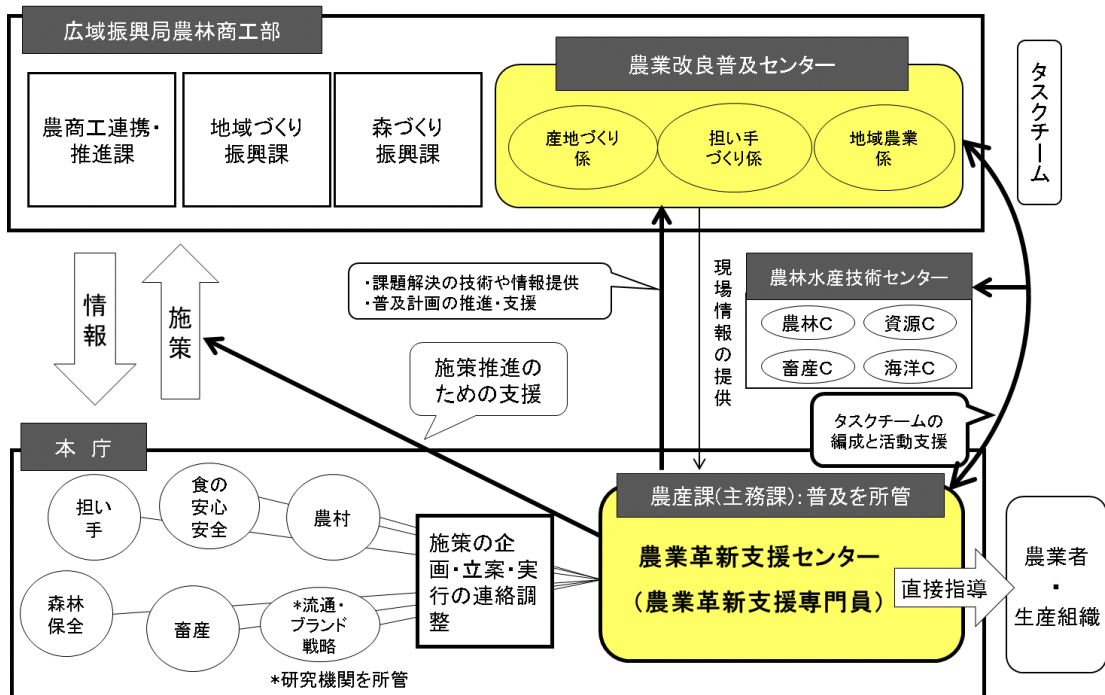 広域振興局農林商工部
農業改良普及センター
農商工連携・
推進課
地域づくり
振興課
森づくり
振興課
産地づくり
係
担い手
づくり係
地域農業
係
タスクチーム
情報
施策
・課題解決の技術や情報提供
・普及計画の推進・支援
現場情報の提供
農林水産技術センター
農林C
資源C
畜産C
海洋C
施策推進の
ための支援
タスクチームの
編成と活動支援
本 庁
担い
手
食の
安心
安全
農村
森林
保全
畜産
*流通・
ブランド
戦略
*研究機関を所管
施策の企
画・立案・実
行の連絡調
整
農産課(主務課):普及を所管
農業革新支援センター
(農業革新支援専門員)
直接指導
農業者
・
生産組織